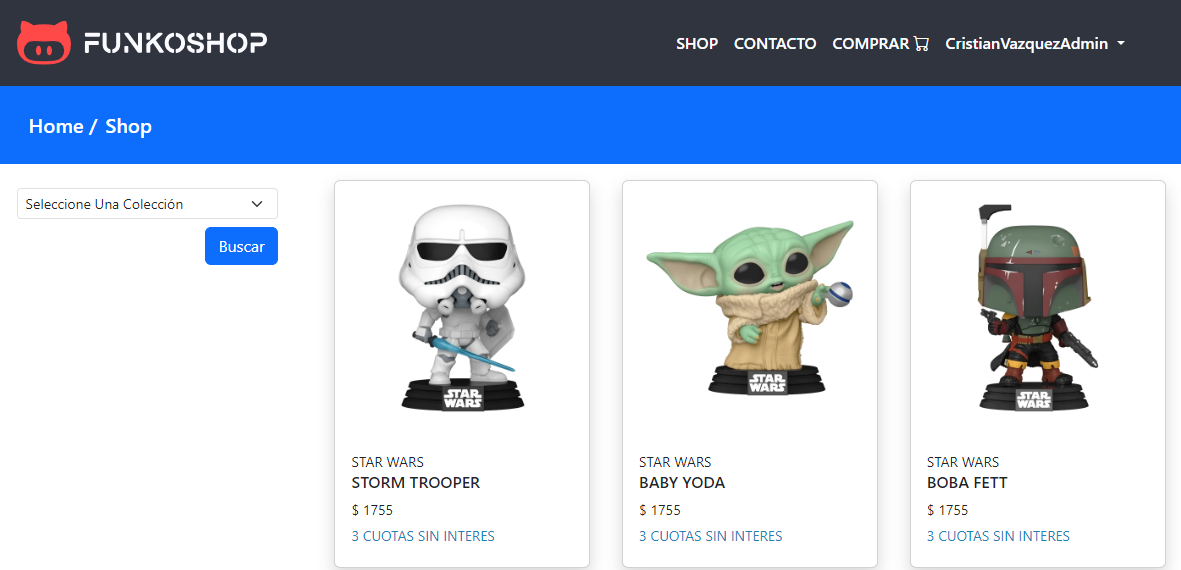 FUNKOSHOP
SHOP CONTACTO COMPRAR CristianVazquezAdmin
Home / Shop
Seleccione Una Colección
Buscar
STAR WARS
STAR WARS
STORM TROOPER
$ 1755
3 CUOTAS SIN INTERES
STAR WARS
STAR WARS
BABY YODA
$ 1755
3 CUOTAS SIN INTERES
STAR WARS
STAR WARS
BOBA FETT
$ 1755
3 CUOTAS SIN INTERES